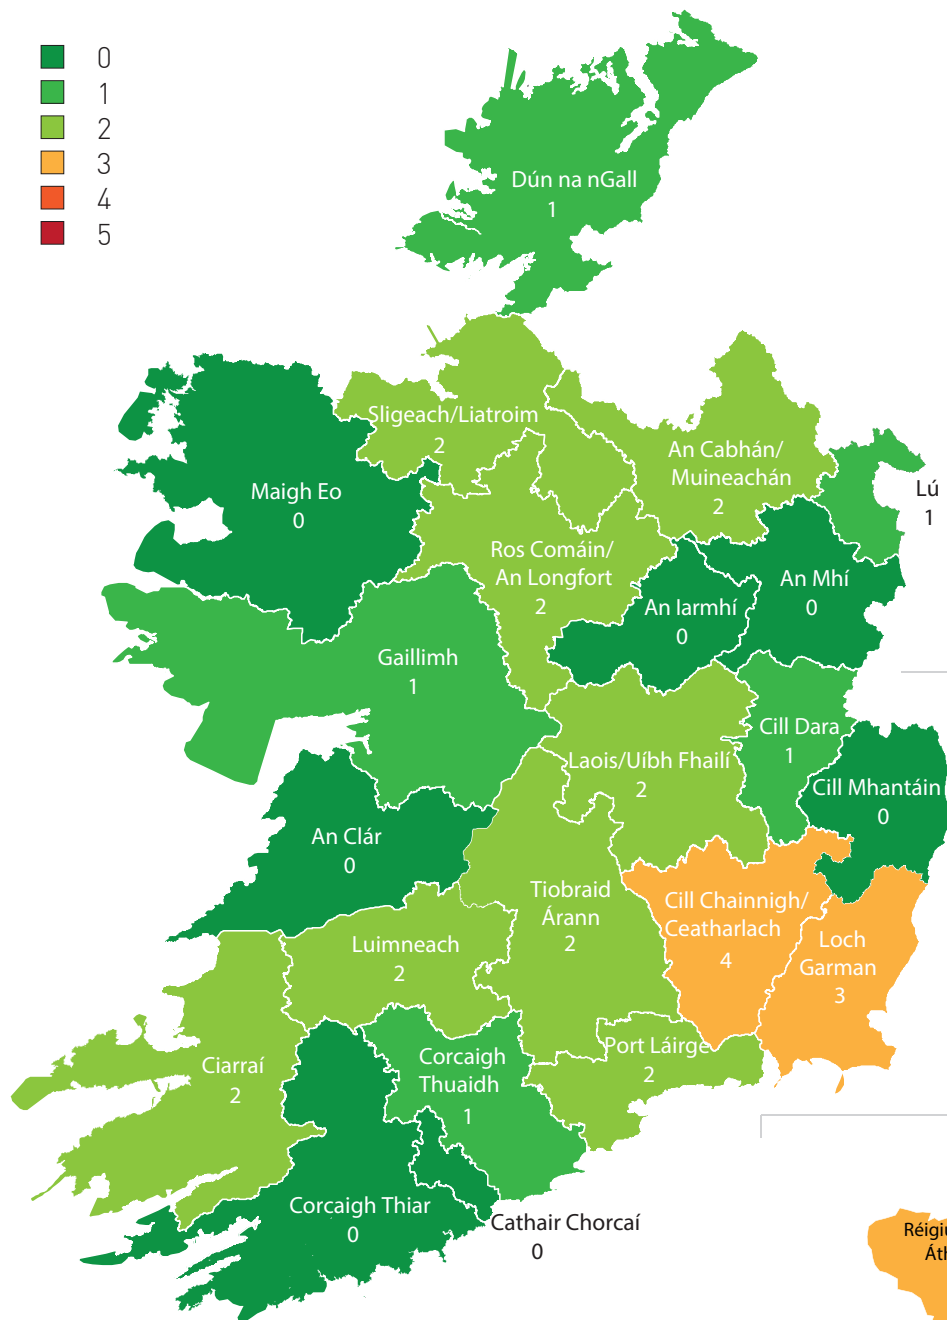 0
1
2
3
4
5
Dún na nGall
1
Sligeach/Liatroim
2
An Cabhán/
Muineachán
2
Lú
1
Maigh Eo
0
Ros Comáin/
An Longfort
2
An Mhí
0
An Iarmhí
0
Gaillimh
1
Cill Dara
1
Laois/Uíbh Fhailí
2
Cill Mhantáin
0
An Clár
0
Tiobraid
Árann
2
Cill Chainnigh/
Ceatharlach
4
Loch
Garman
3
Luimneach
2
Port Láirge
2
Ciarraí
2
Corcaigh
Thuaidh
1
Corcaigh Thiar
0
Cathair Chorcaí
0